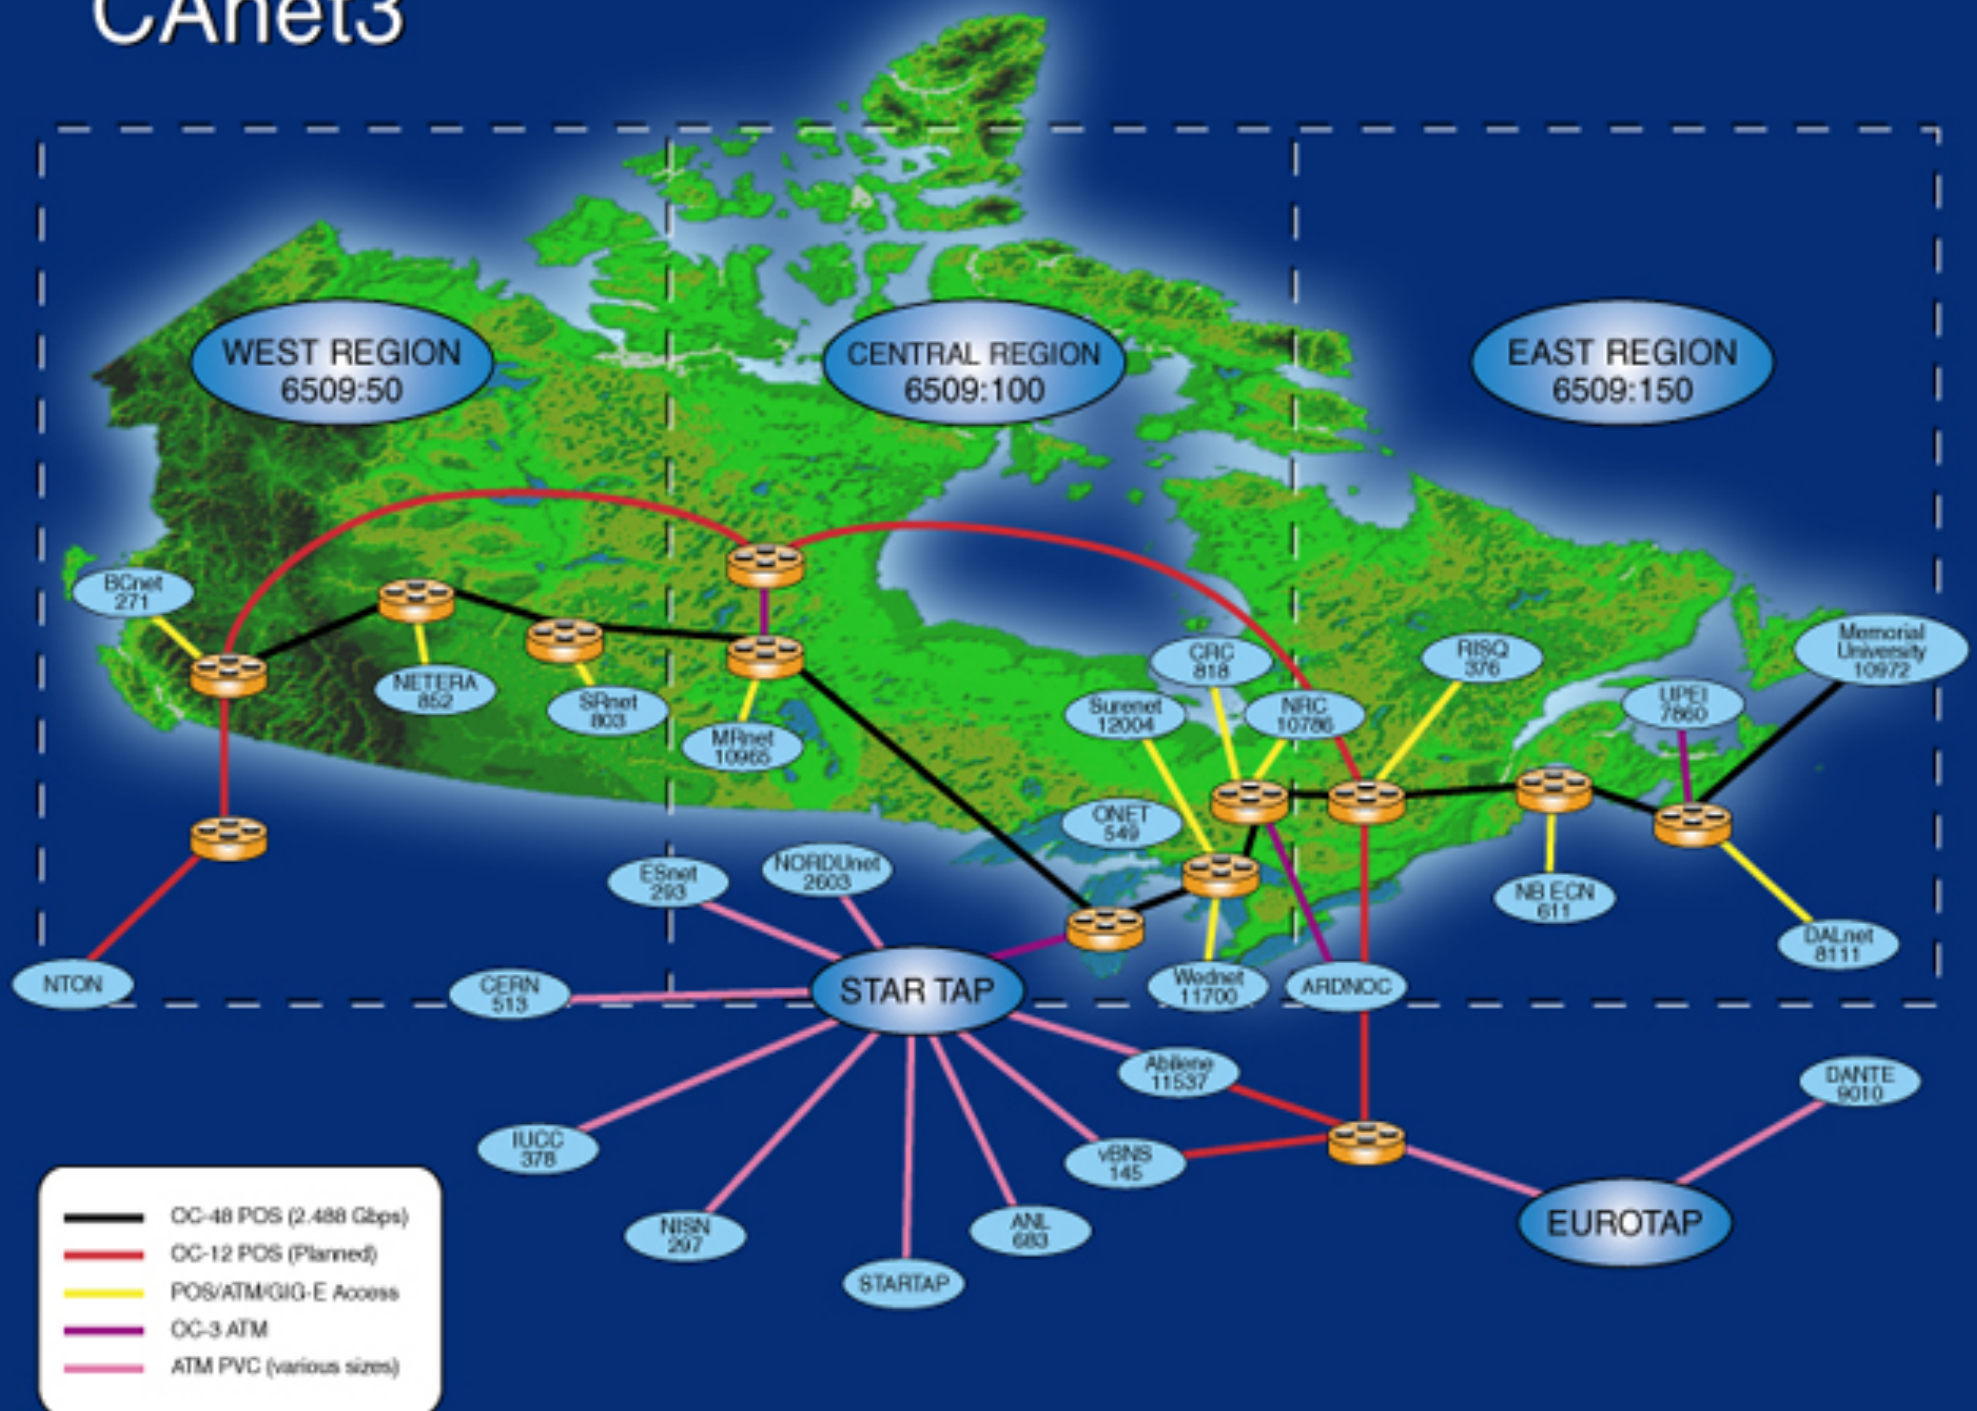 CAnet3
WEST REGION
6509:50
CENTRAL REGION
6509:100
EAST REGION
6509:150
BCnet
271
NETERA
852
SRnet
803
MRnet
10965
CRC
818
Surenet
12004
NRC
10786
RISQ
376
UPEI
7860
Memorial
University
10972
ONET
549
ESnet
293
NORDUnet
2603
NB ECN
611
DALnet
8111
NTON
CERN
513
STAR TAP
Wednet
11700
ARDNOC
Abilene
11537
DANTE
9010
IUCC
378
vBNS
145
NISN
297
ANL
683
STARTAP
EUROTAP
OC-48 POS (2.488 Gbps)
OC-12 POS (Planned)
POS/ATM/GIG-E Access
OC-3 ATM
ATM PVC (various sizes)